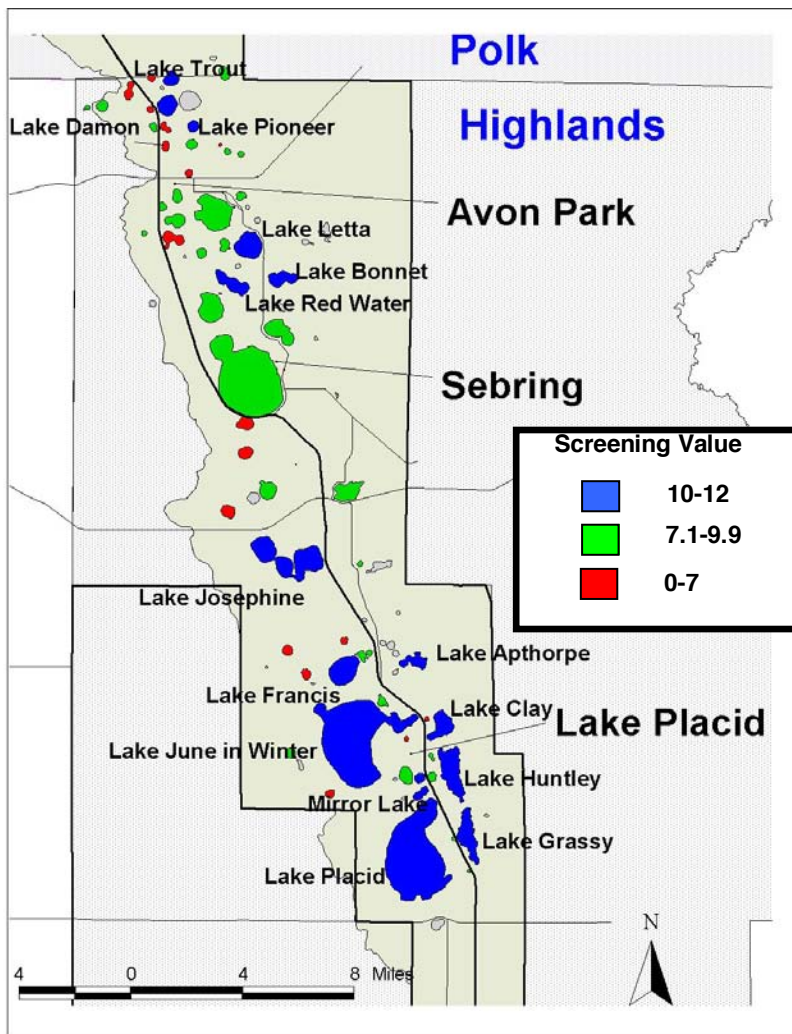 Polk
Lake Trout
Highlands
Lake Damon
Lake Pioneer
Avon Park
Lake Letta
Lake Bonnet
Lake Red Water
Sebring
Screening Value
10-12
7.1-9.9
0-7
Lake Josephine
Lake Apthorpe
Lake Francis
Lake Clay
Lake Placid
Lake June in Winter
Lake Huntley
Mirror Lake
Lake Grassy
Lake Placid
N
4 0 4 8 Miles